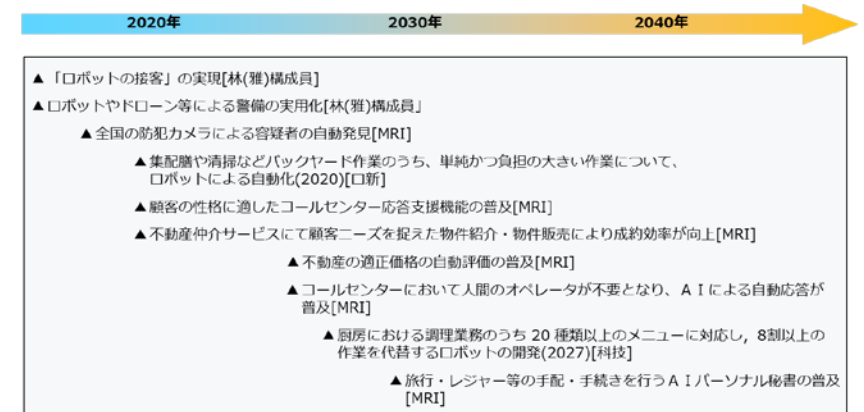 2020年 2030年 2040年
▲「ロボットの接客」の実現[林(雅)構成員]
▲ロボットやドローン等による警備の実用化[林(雅)構成員」
▲全国の防犯カメラによる容疑者の自動発見[MRI]
▲集配膳や清掃などバックヤード作業のうち、単純かつ負担の大きい作業について、
ロボットによる自動化(2020)[ロ新]
▲顧客の性格に適したコールセンター応答支援機能の普及[MRI]
▲不動産仲介サービスにて顧客ニーズを捉えた物件紹介・物件販売により成約効率が向上[MRI]
▲不動産の適正価格の自動評価の普及[MRI]
▲コールセンターにおいて人間のオペレータが不要となり、ＡＩによる自動応答が
普及[MRI]
▲厨房における調理業務のうち 20 種類以上のメニューに対応し，8割以上の
作業を代替するロボットの開発(2027)[科技]
▲旅行・レジャー等の手配・手続きを行うＡＩパーソナル秘書の普及
[MRI]